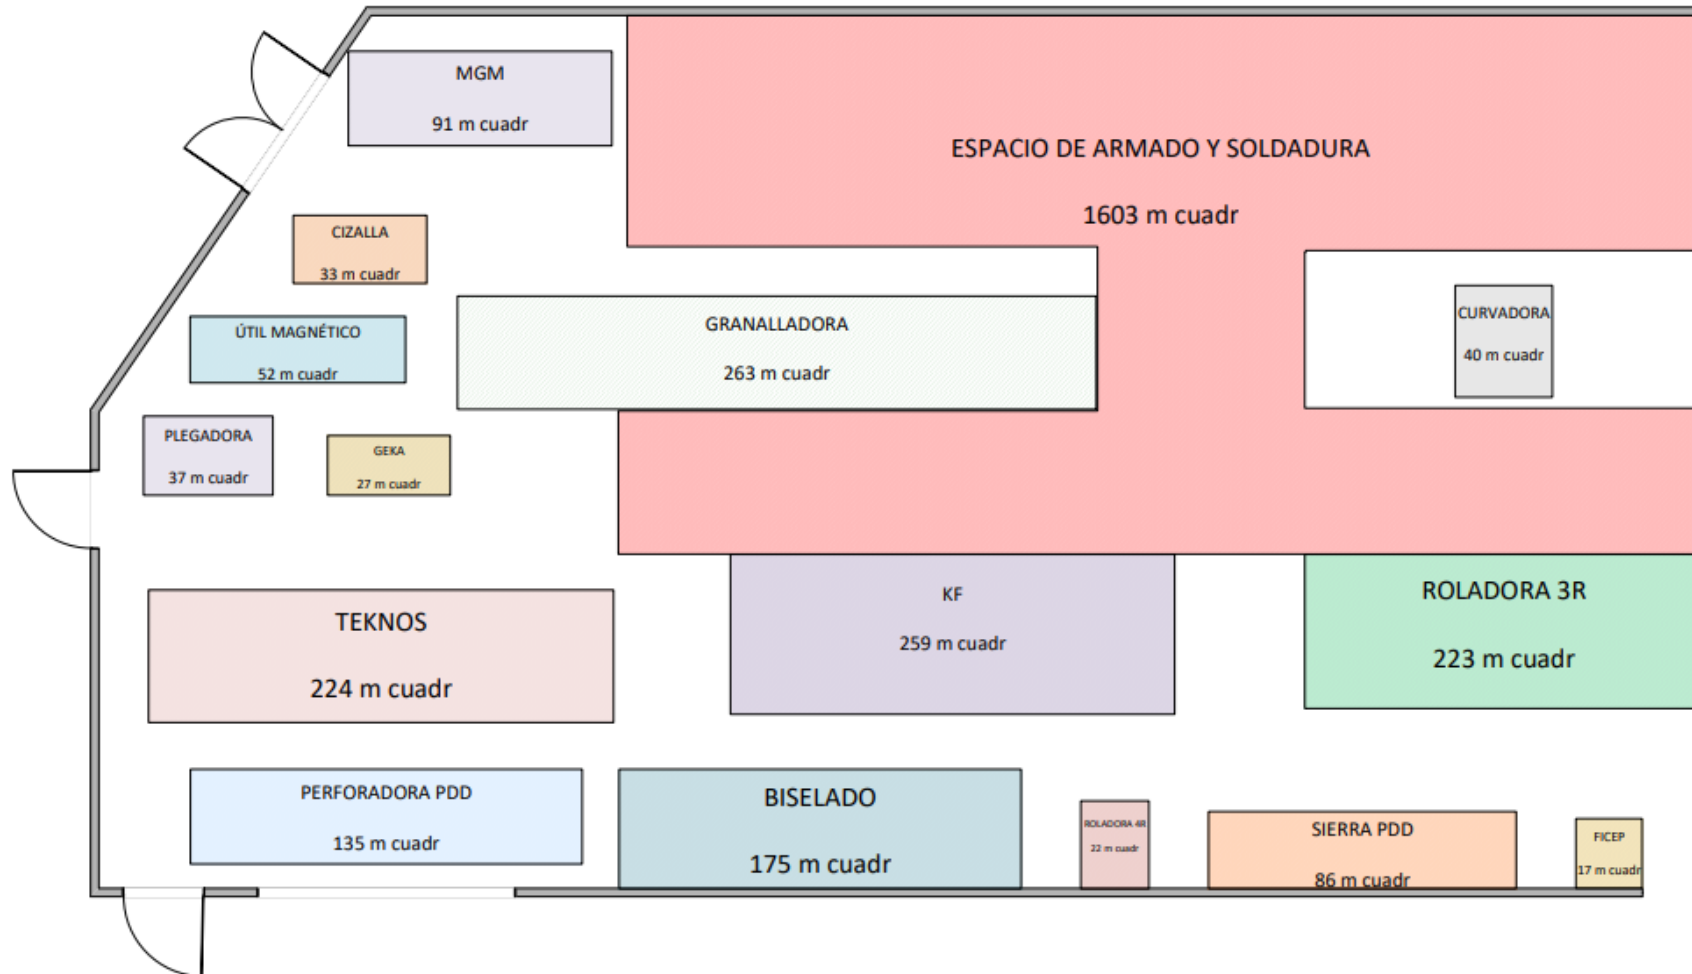 MGM
91 m cuadr
ESPACIO DE ARMADO Y SOLDADURA
1603 m cuadr
CIZALLA
33 m cuadr
ÚTIL MAGNÉTICO
52 m cuadr
GRANALLADORA
263 m cuadr
CURVADORA
40 m cuadr
PLEGADORA
37 m cuadr
GEKA
27 m cuadr
TEKNOS
224 m cuadr
KF
259 m cuadr
ROLADORA 3R
223 m cuadr
PERFORADORA PDD
135 m cuadr
BISELADO
175 m cuadr
ROLADORA 4R
22 m cuadr
SIERRA PDD
86 m cuadr
FICEP
17 m cuadr